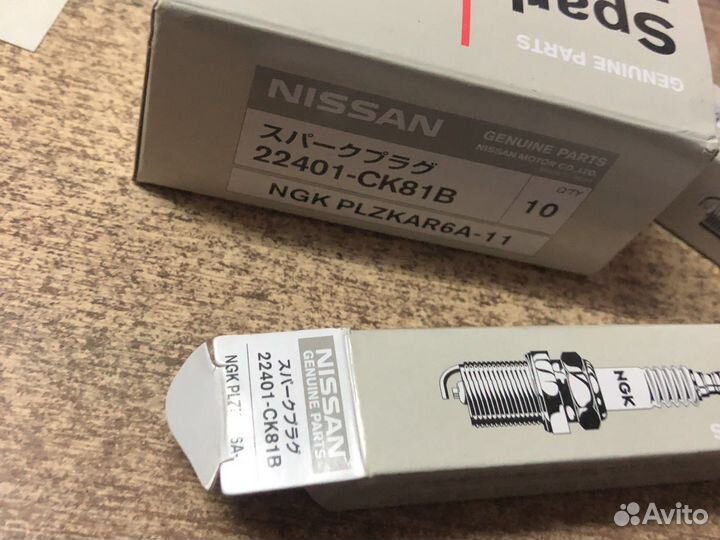 GENUINE PARTS
NISSAN
GENUINE PARTS
NISSAN MOTOR CO.,LTD.
スパークプラグ
22401-CK81B
QTY
10
NGK PLZKAR6A-11
NISSAN
GENUINE PARTS
スパークプラグ
22401-CK81B
NGK
NGK
Avito